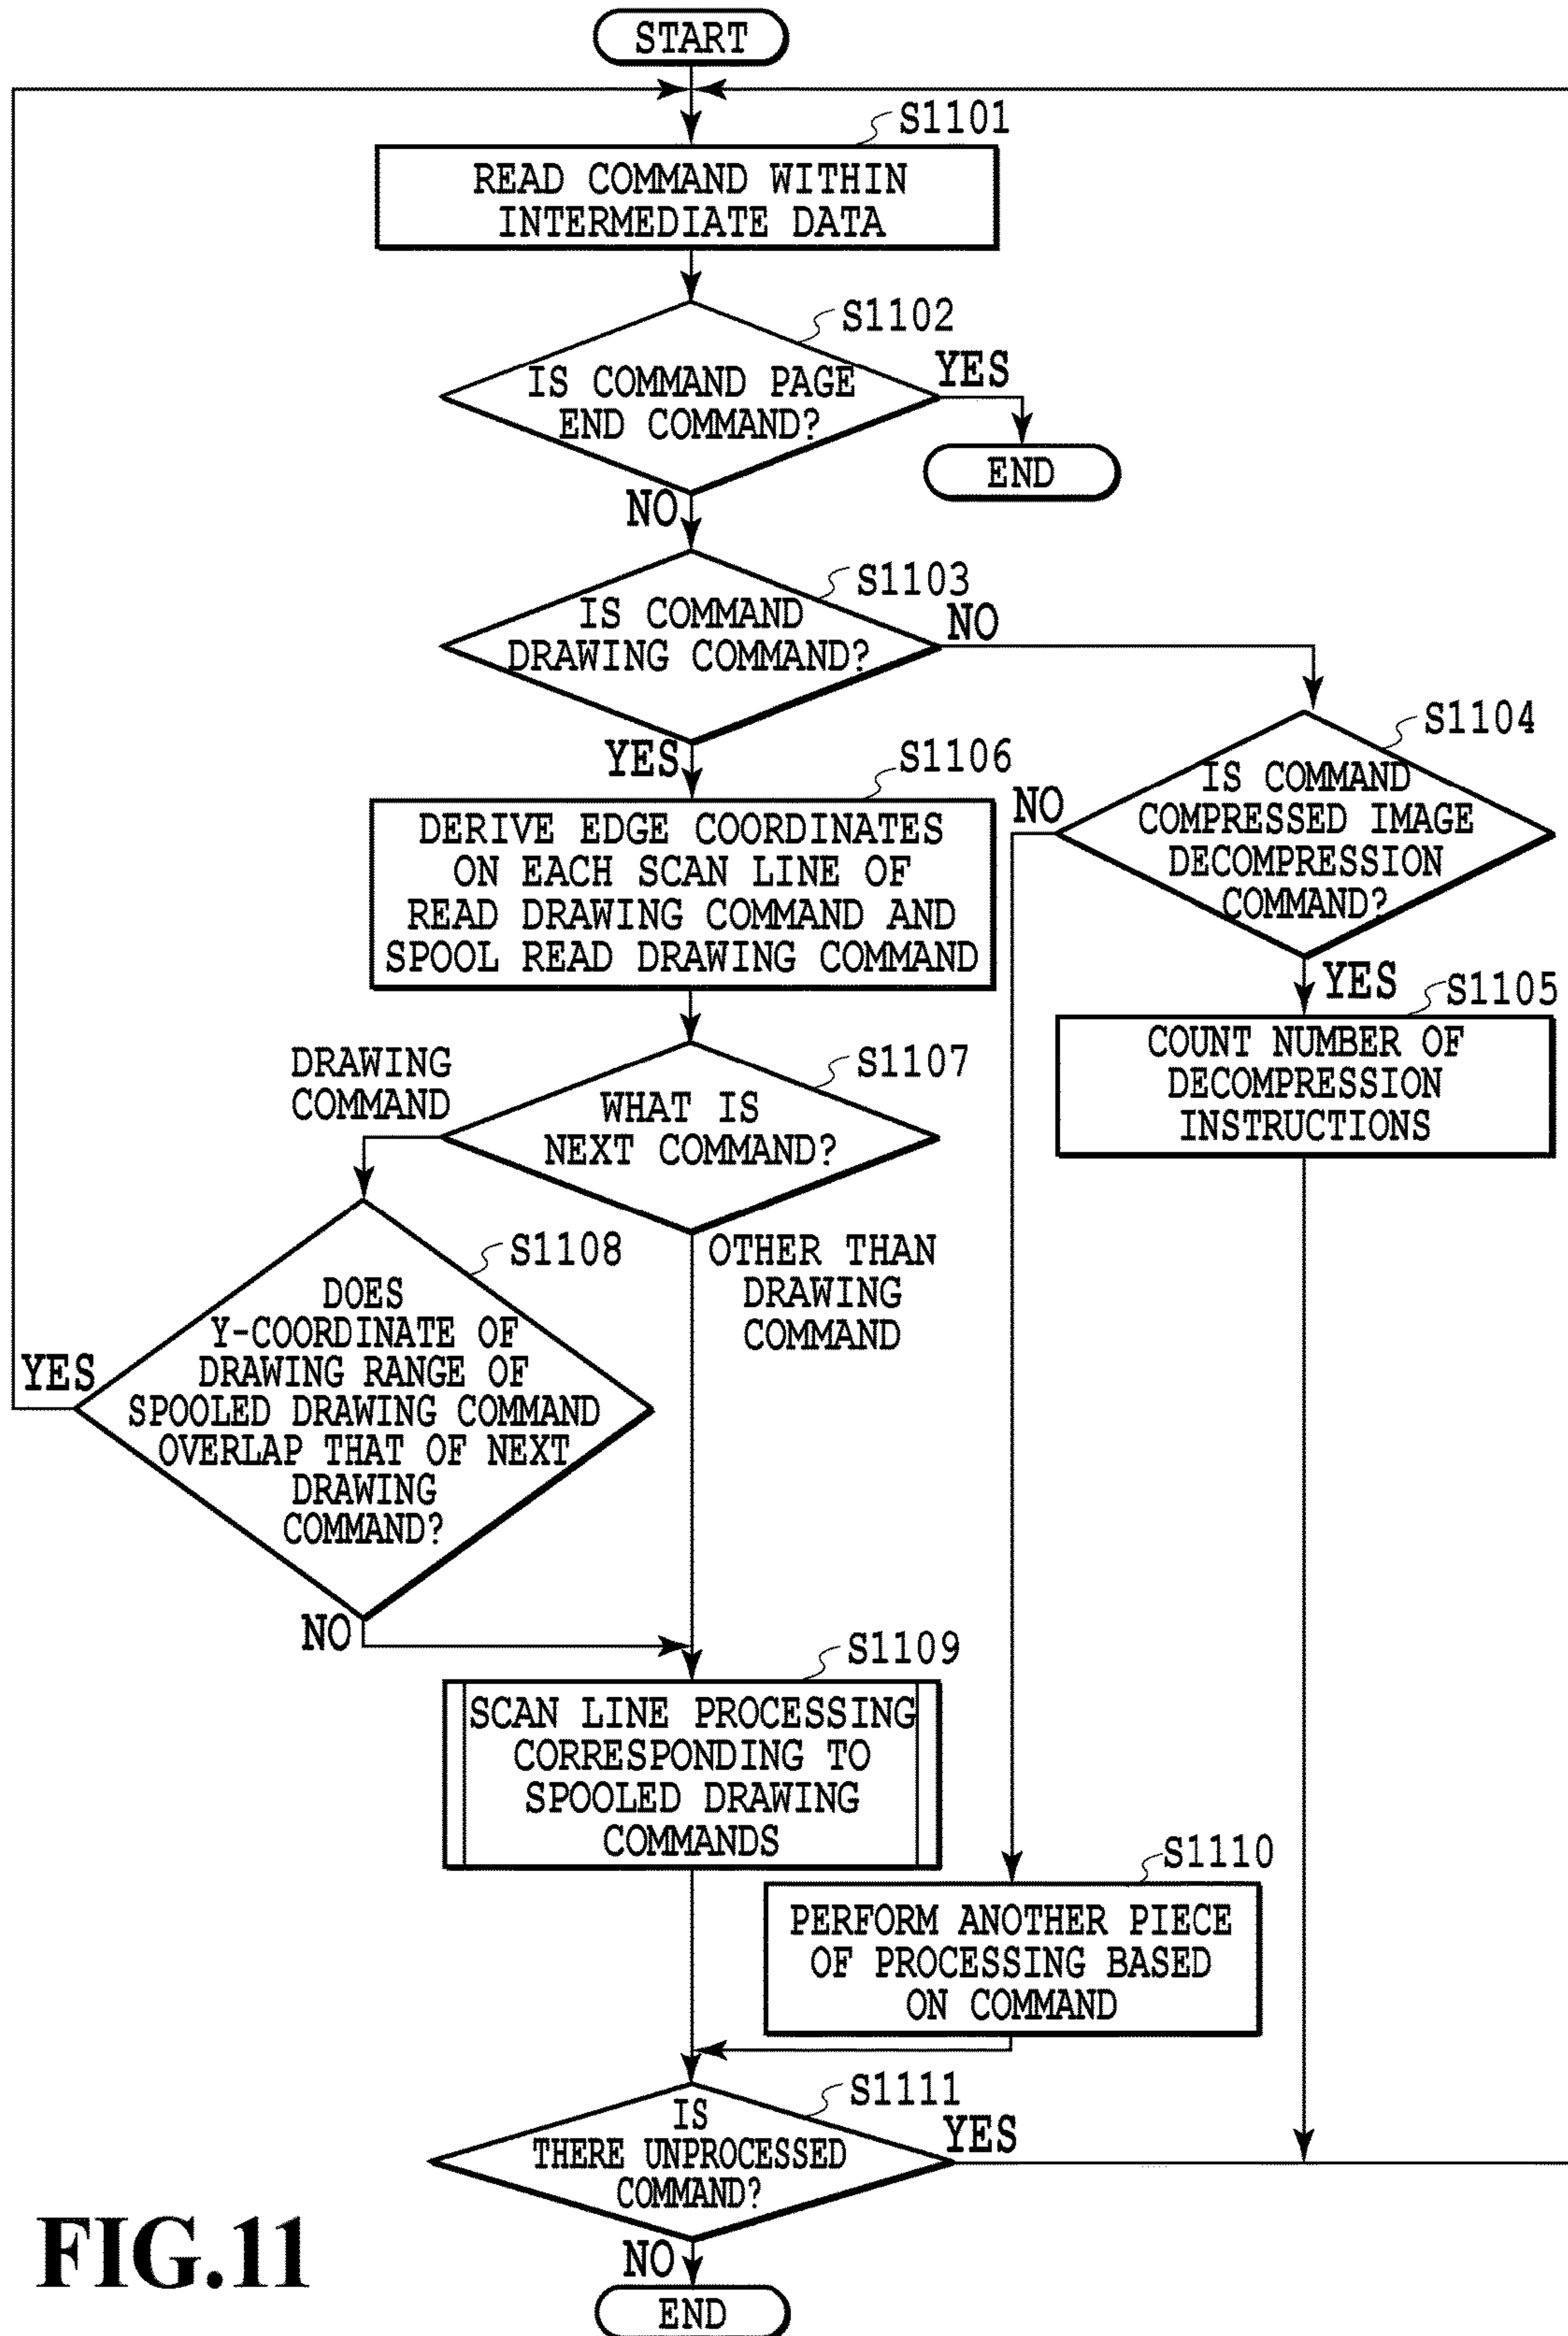 START
S1101
READ COMMAND WITHIN
INTERMEDIATE DATA
S1102
IS COMMAND PAGE
END COMMAND?
YES
END
NO
S1103
IS COMMAND
DRAWING COMMAND?
NO
YES
S1104
IS COMMAND
COMPRESSED IMAGE
DECOMPRESSION
COMMAND?
NO
YES
S1105
COUNT NUMBER OF
DECOMPRESSION
INSTRUCTIONS
S1106
DERIVE EDGE COORDINATES
ON EACH SCAN LINE OF
READ DRAWING COMMAND AND
SPOOL READ DRAWING COMMAND
S1107
WHAT IS
NEXT COMMAND?
DRAWING
COMMAND
OTHER THAN
DRAWING
COMMAND
S1108
DOES
Y-COORDINATE OF
DRAWING RANGE OF
SPOOLED DRAWING COMMAND
OVERLAP THAT OF NEXT
DRAWING
COMMAND?
YES
NO
S1109
SCAN LINE PROCESSING
CORRESPONDING TO
SPOOLED DRAWING
COMMANDS
S1110
PERFORM ANOTHER PIECE
OF PROCESSING BASED
ON COMMAND
S1111
IS
THERE UNPROCESSED
COMMAND?
YES
NO
END
FIG.11